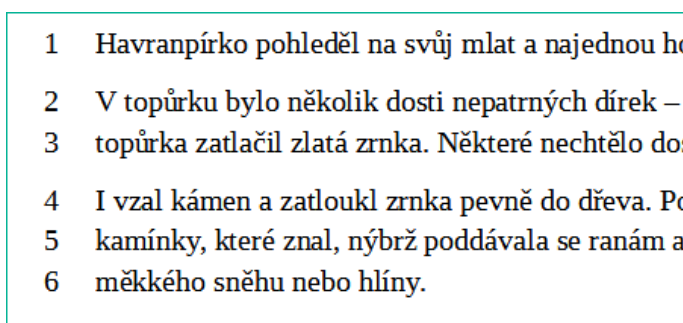 1 Havranpírko pohleděl na svůj mlat a najednou
2 V topůrku bylo několik dosti nepatrných dírek –
3 topůrka zatlačil zlatá zrnka. Některé nechtělo
4 I vzal kámen a zatloukl zrnka pevně do dřeva.
5 kamínky, které znal, nýbrž poddávala se ranám a
6 měkkého sněhu nebo hlíny.